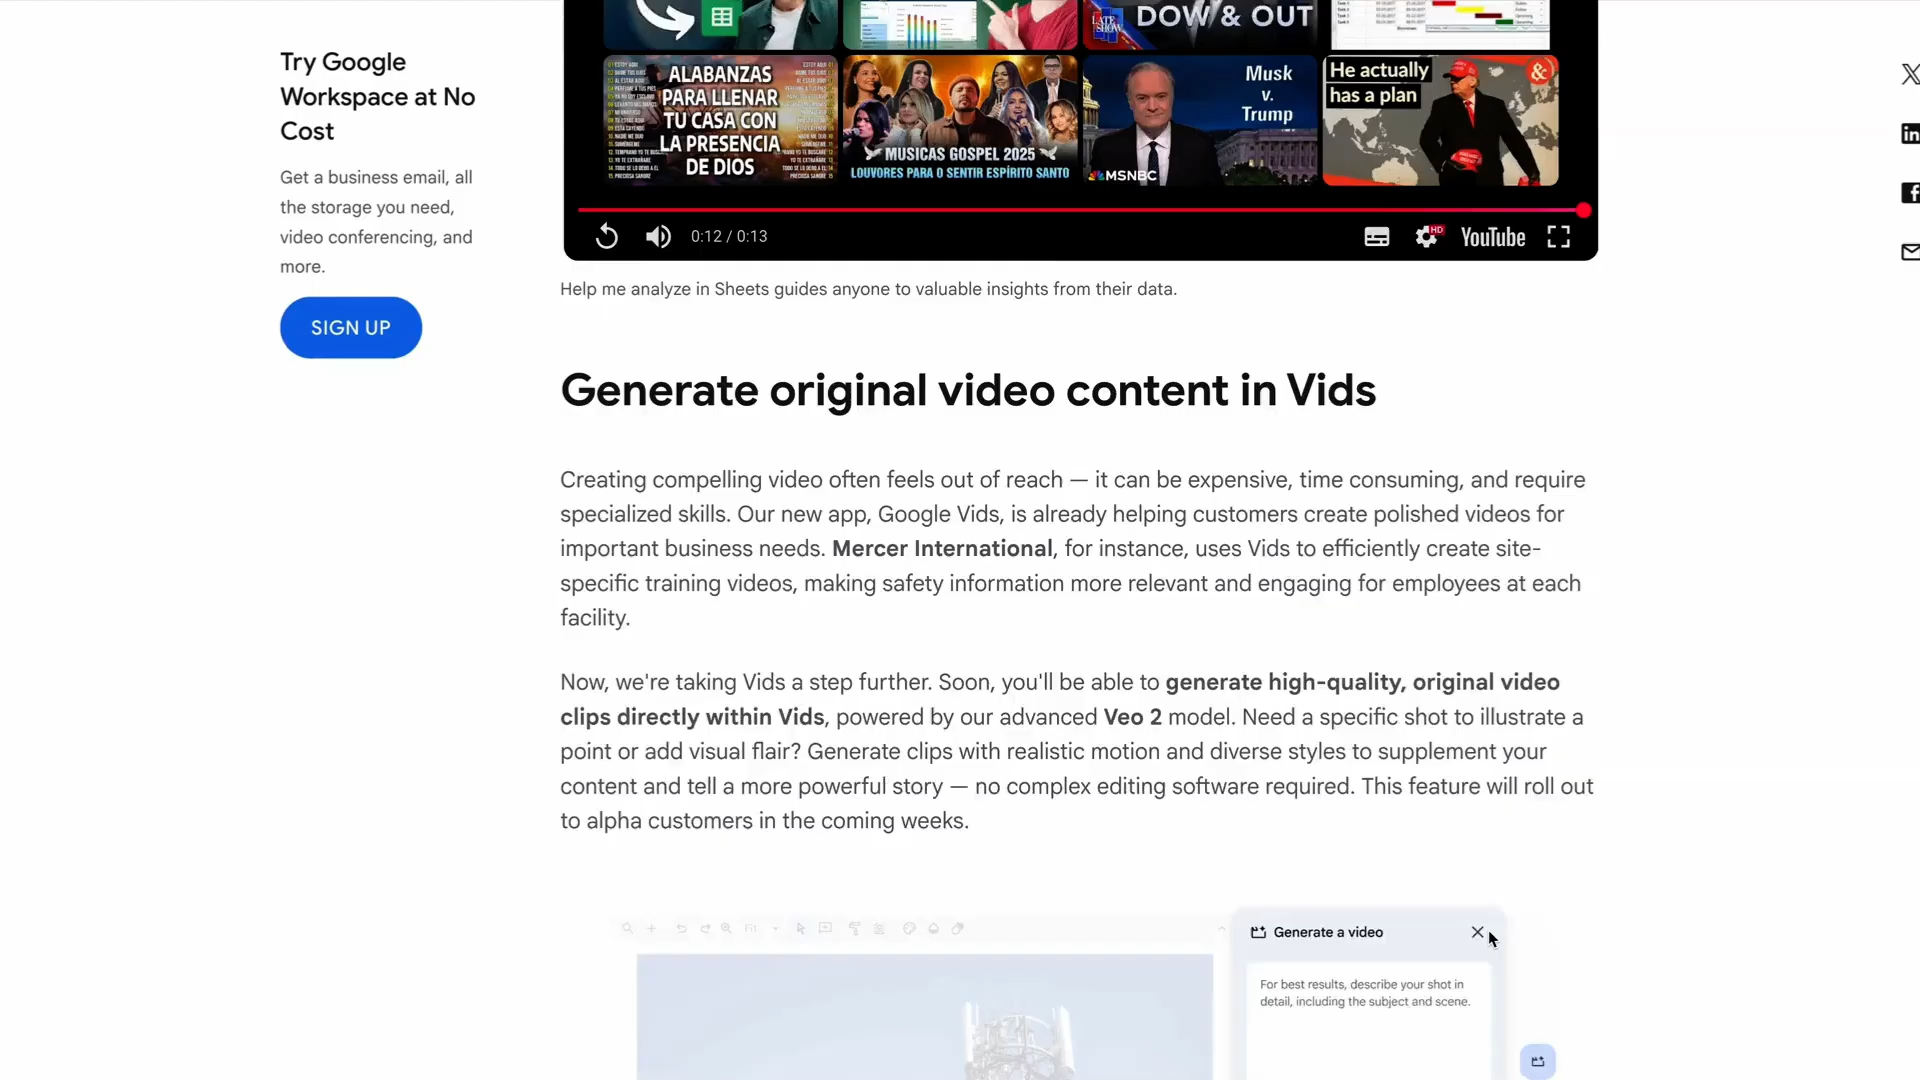 Try Google
Workspace at No
Cost
Get a business email, all
the storage you need,
video conferencing, and
more.
SIGN UP
LATE
SHOW
DOW & OUT
ALABANZAS
PARA LLENAR
TU CASA CON
LA PRESENCIA
DE DIOS
MUSICAS GOSPEL 2025
LOUVORES PARA O SENTIR ESPÍRITO SANTO
Musk
v.
Trump
MSNBC
He actually
has a plan
&
0:12 / 0:13
HD
YouTube
Help me analyze in Sheets guides anyone to valuable insights from their data.
Generate original video content in Vids
Creating compelling video often feels out of reach — it can be expensive, time consuming, and require
specialized skills. Our new app, Google Vids, is already helping customers create polished videos for
important business needs. Mercer International, for instance, uses Vids to efficiently create site-
specific training videos, making safety information more relevant and engaging for employees at each
facility.
Now, we're taking Vids a step further. Soon, you'll be able to generate high-quality, original video
clips directly within Vids, powered by our advanced Veo 2 model. Need a specific shot to illustrate a
point or add visual flair? Generate clips with realistic motion and diverse styles to supplement your
content and tell a more powerful story — no complex editing software required. This feature will roll out
to alpha customers in the coming weeks.
Fit
Generate a video
For best results, describe your shot in
detail, including the subject and scene.